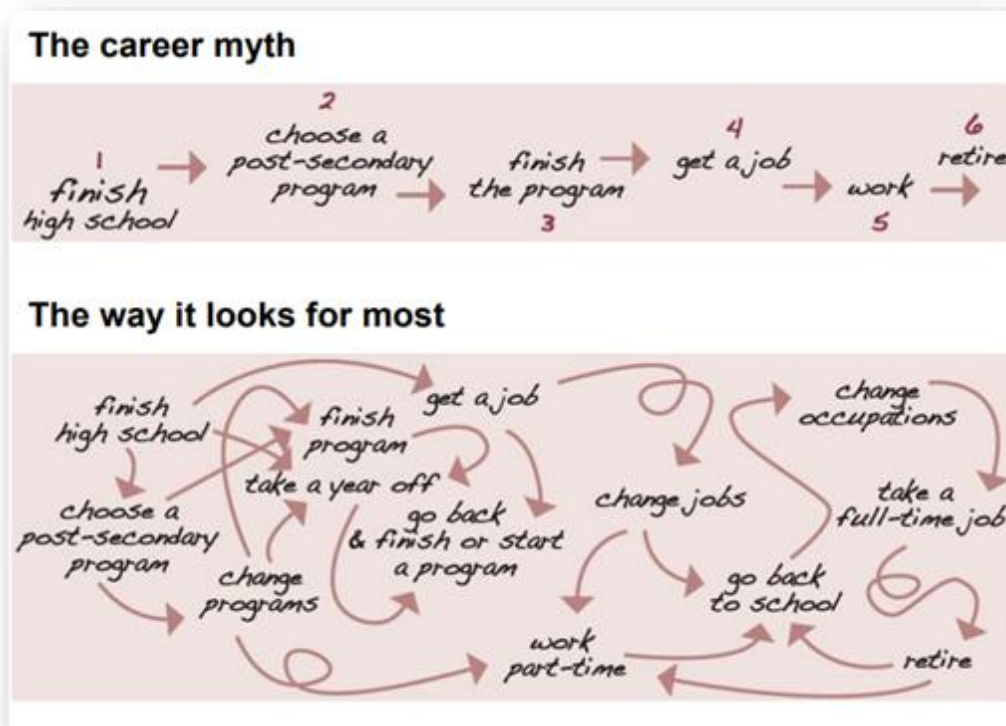 The career myth
1
finish
high school
2
choose a
post-secondary
program
finish
the program
3
4
get a job
work
5
6
retire
The way it looks for most
finish
high school
choose a
post-secondary
program
change
programs
finish
program
take a year off
get a job
go back
& finish or start
a program
work
part-time
change jobs
go back
to school
change
occupations
take a
full-time job
retire